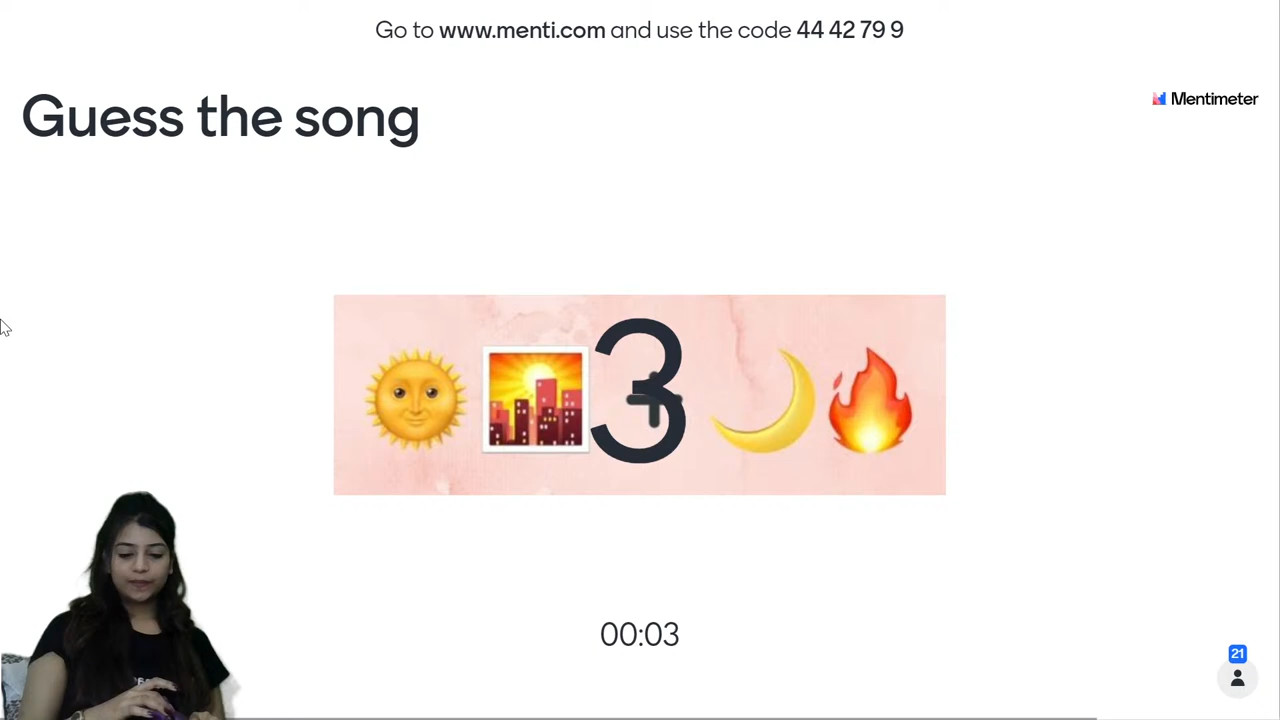 Go to www.menti.com and use the code 44 42 79 9
Guess the song
Mentimeter
3
00:03
21